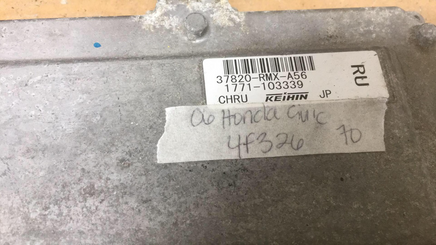 37820-RMX-A56
1771-103339
CHRU KEIHIN JP
RU
06 Honda Civic
4f326 70